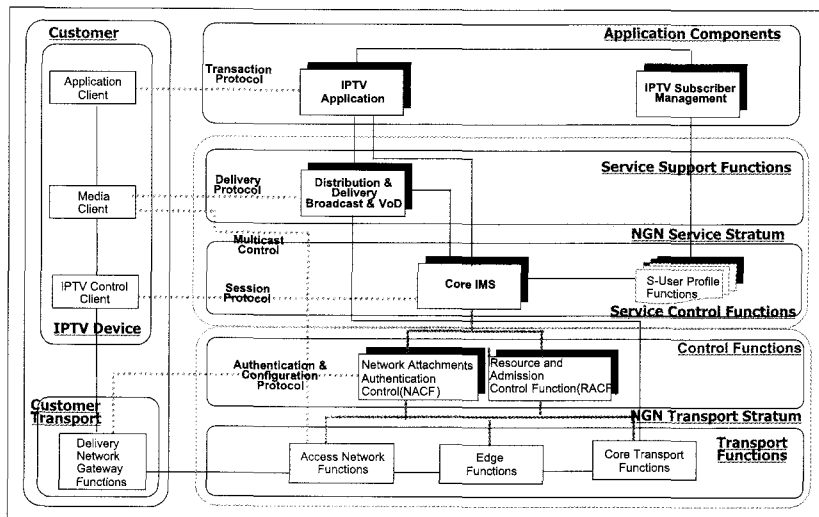 Customer
Application Components
Application
Client
Transaction
Protocol
IPTV
Application
IPTV Subscriber
Management
Service Support Functions
Media
Client
Delivery
Protocol
Distribution &
Delivery
Broadcast & VoD
NGN Service Stratum
Multicast
Control
IPTV Control
Client
Session
Protocol
Core IMS
S-User Profile
Functions
IPTV Device
Service Control Functions
Control Functions
Authentication &
Configuration
Protocol
Network Attachments
Authentication
Control(NACF)
Resource and
Admission
Control Function(RACF
Customer
Transport
NGN Transport Stratum
Delivery
Network
Gateway
Functions
Access Network
Functions
Edge
Functions
Core Transport
Functions
Transport
Functions